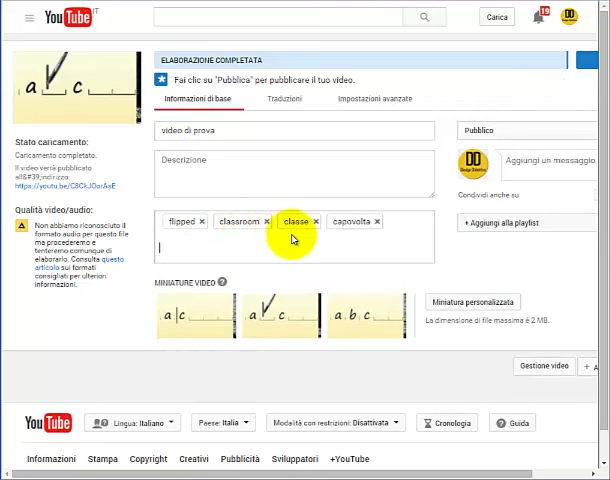 YouTube IT
Carica
19
ELABORAZIONE COMPLETATA
Fai clic su "Pubblica" per pubblicare il tuo video.
Informazioni di base Traduzioni Impostazioni avanzate
a c
Stato caricamento:
Caricamento completato.
Il video verrà pubblicato
all&#39;indirizzo:
Qualità video/audio:
Non abbiamo riconosciuto il
formato audio per questo file
ma procederemo e
tenteremo comunque di
elaborarlo. Consulta questo
articolo sui formati
consigliati per ulteriori
informazioni.
video di prova
Descrizione
flipped × classroom × classe × capovolta ×
MINIATURE VIDEO ?
a c
a c
a b c
Pubblico
DD
Aggiungi un messaggio
Condividi anche su
+ Aggiungi alla playlist
Miniatura personalizzata
La dimensione di file massima è 2 MB.
Gestione video
+ A
YouTube
Lingua: Italiano
Paese: Italia
Modalità con restrizioni: Disattivata
Cronologia
Guida
Informazioni Stampa Copyright Creativi Pubblicità Sviluppatori +YouTube